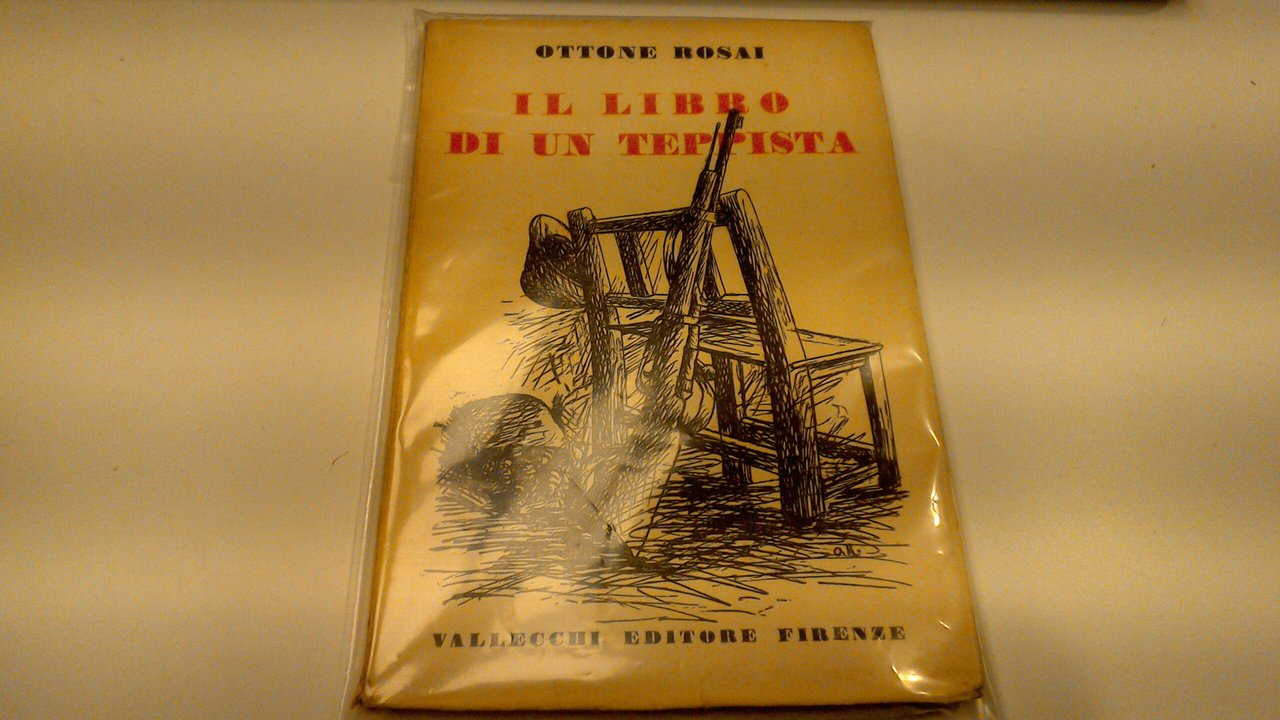 OTTONE ROSAI
IL LIBRO
DI UN TEPPISTA
VALLECCHI EDITORE FIRENZE